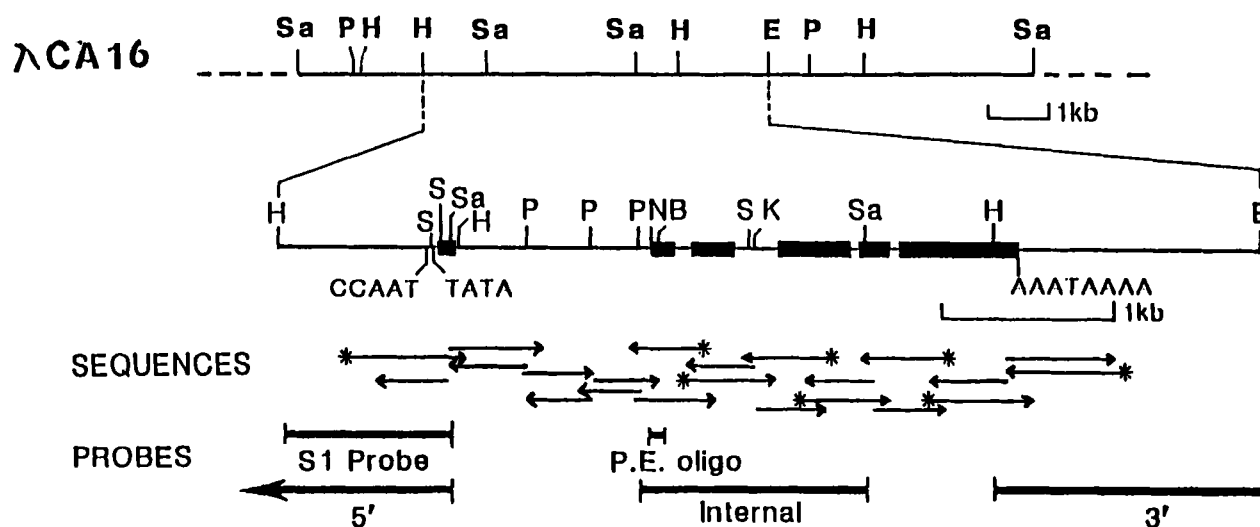 Sa P H H Sa Sa H E P H Sa
λCA16
1kb
H S S Sa H P P P N B S K Sa H E
CCAAT TATA AAATAAAA
1kb
SEQUENCES
PROBES
S1 Probe P.E. oligo
5' Internal 3'